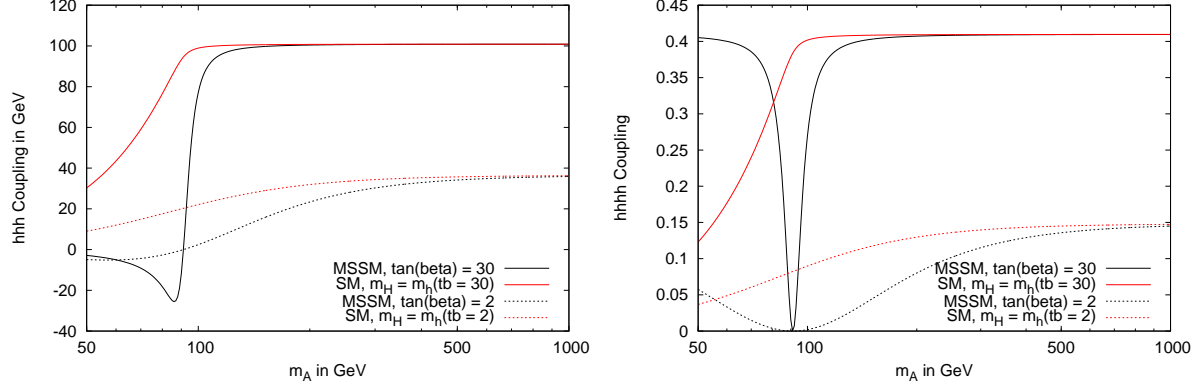 120
100
80
60
40
20
0
-20
-40
50
100
500
1000
hhh Coupling in GeV
m_A in GeV
MSSM, tan(beta) = 30
SM, m_H = m_h(tb = 30)
MSSM, tan(beta) = 2
SM, m_H = m_h(tb = 2)
0.45
0.4
0.35
0.3
0.25
0.2
0.15
0.1
0.05
0
50
100
500
1000
hhhh Coupling
m_A in GeV
MSSM, tan(beta) = 30
SM, m_H = m_h(tb = 30)
MSSM, tan(beta) = 2
SM, m_H = m_h(tb = 2)